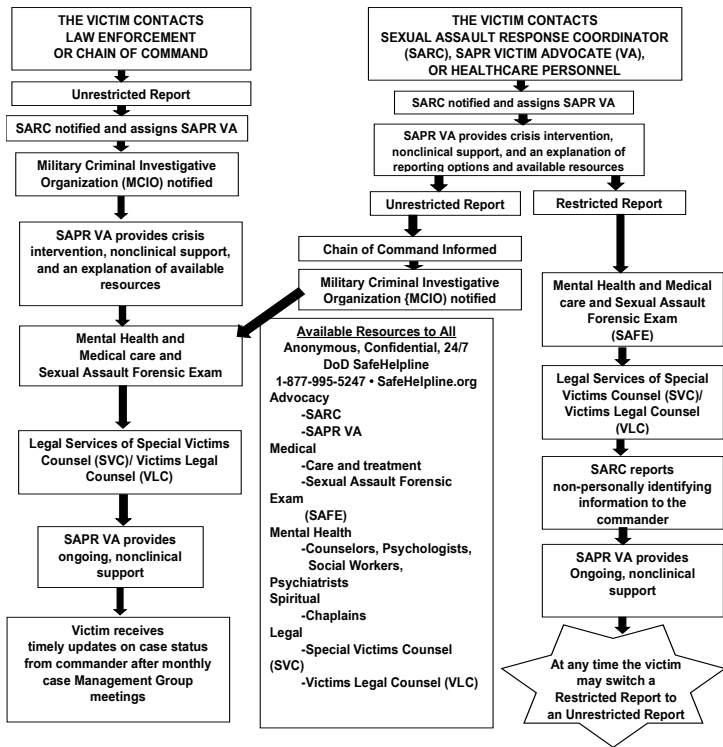 THE VICTIM CONTACTS
LAW ENFORCEMENT
OR CHAIN OF COMMAND
Unrestricted Report
SARC notified and assigns SAPR VA
Military Criminal Investigative
Organization (MCIO) notified
SAPR VA provides crisis
intervention, nonclinical support,
and an explanation of available
resources
Mental Health and
Medical care and
Sexual Assault Forensic Exam
Legal Services of Special Victims
Counsel (SVC)/ Victims Legal
Counsel (VLC)
SAPR VA provides
ongoing, nonclinical
support
Victim receives
timely updates on case status
from commander after monthly
case Management Group
meetings
THE VICTIM CONTACTS
SEXUAL ASSAULT RESPONSE COORDINATOR
(SARC), SAPR VICTIM ADVOCATE (VA),
OR HEALTHCARE PERSONNEL
SARC notified and assigns SAPR VA
SAPR VA provides crisis intervention,
nonclinical support, and an explanation of
reporting options and available resources
Unrestricted Report
Chain of Command Informed
Military Criminal Investigative
Organization {MCIO) notified
Available Resources to All
Anonymous, Confidential, 24/7
DoD SafeHelpline
1-877-995-5247 • SafeHelpline.org
Advocacy
-SARC
-SAPR VA
Medical
-Care and treatment
-Sexual Assault Forensic
Exam
(SAFE)
Mental Health
-Counselors, Psychologists,
Social Workers,
Psychiatrists
Spiritual
-Chaplains
Legal
-Special Victims Counsel
(SVC)
-Victims Legal Counsel (VLC)
Restricted Report
Mental Health and Medical
care and Sexual Assault
Forensic Exam
(SAFE)
Legal Services of Special
Victims Counsel (SVC)/
Victims Legal Counsel
(VLC)
SARC reports
non-personally identifying
information to the
commander
SAPR VA provides
Ongoing, nonclinical
support
At any time the victim
may switch a
Restricted Report to
an Unrestricted Report